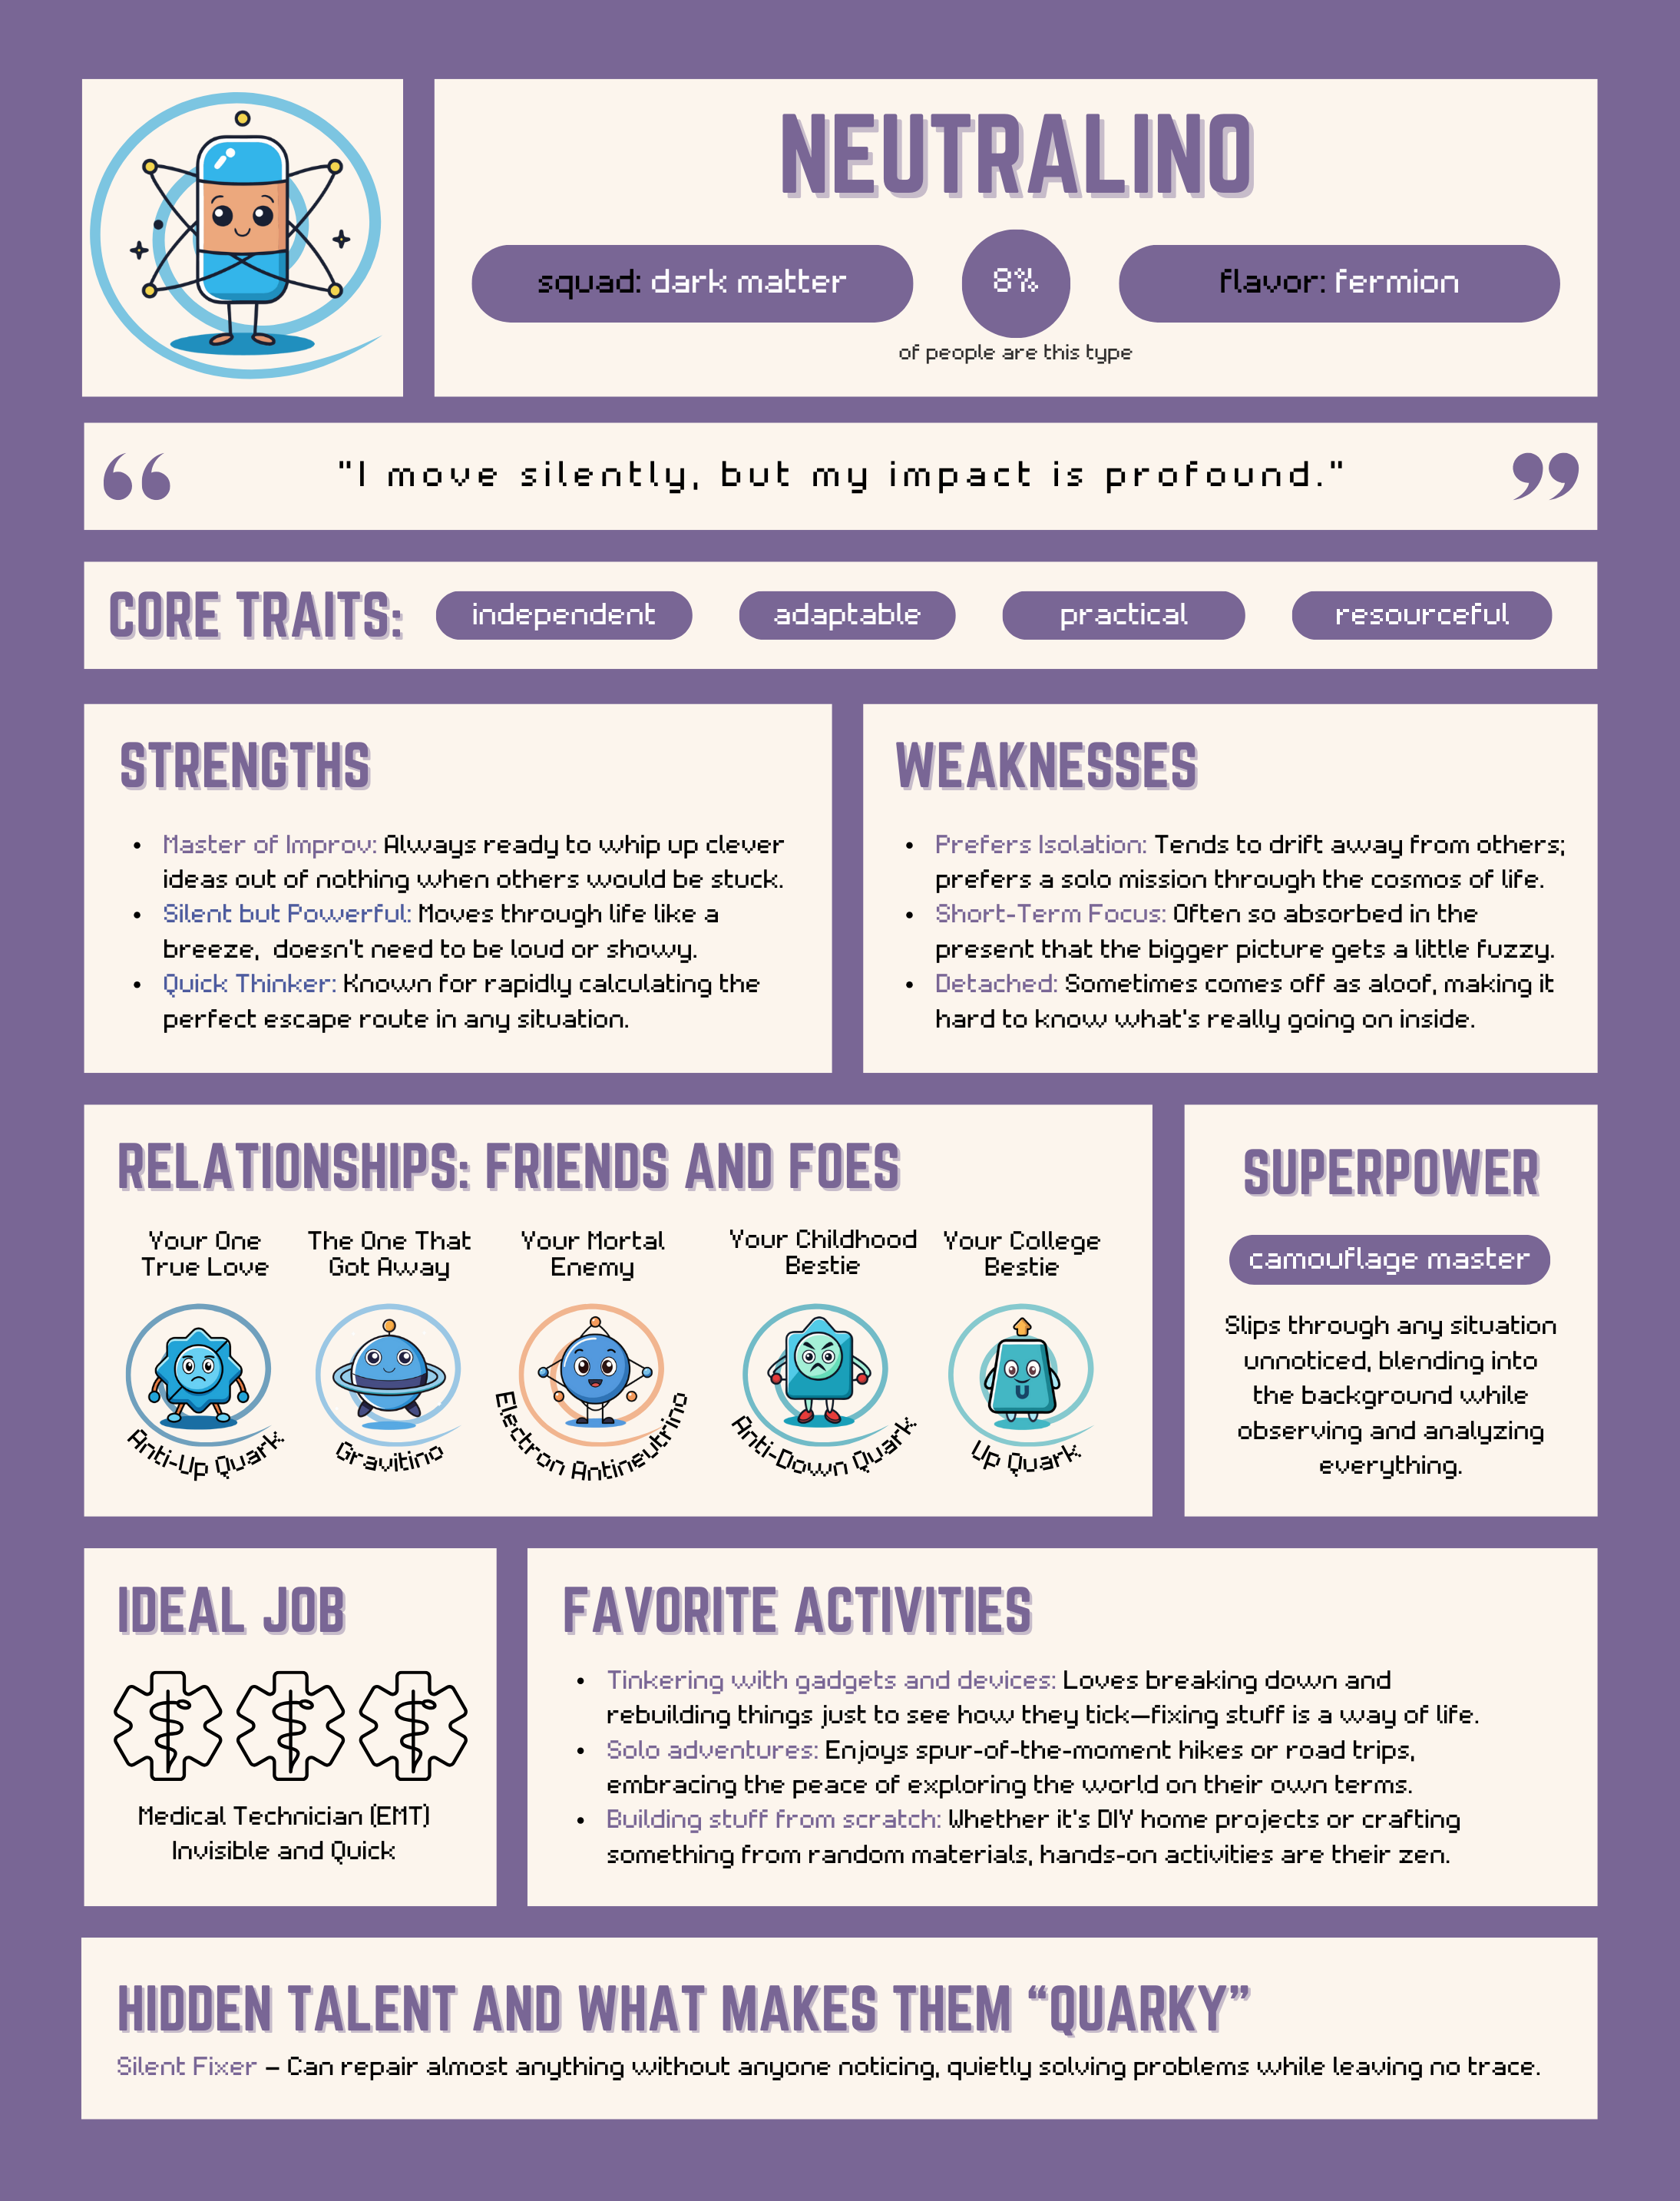 NEUTRALINO
squad: dark matter
8%
flavor: fermion
of people are this type
"I move silently, but my impact is profound."
CORE TRAITS:
independent
adaptable
practical
resourceful
STRENGTHS
• Master of Improv: Always ready to whip up clever
ideas out of nothing when others would be stuck.
• Silent but Powerful: Moves through life like a
breeze,  doesn't need to be loud or showy.
• Quick Thinker: Known for rapidly calculating the
perfect escape route in any situation.
WEAKNESSES
• Prefers Isolation: Tends to drift away from others;
prefers a solo mission through the cosmos of life.
• Short-Term Focus: Often so absorbed in the
present that the bigger picture gets a little fuzzy.
• Detached: Sometimes comes off as aloof, making it
hard to know what's really going on inside.
RELATIONSHIPS: FRIENDS AND FOES
Your One
True Love
Anti-Up Quark
The One That
Got Away
Gravitino
Your Mortal
Enemy
Electron Antineutrino
Your Childhood
Bestie
Anti-Down Quark
Your College
Bestie
U
Up Quark
SUPERPOWER
camouflage master
Slips through any situation
unnoticed, blending into
the background while
observing and analyzing
everything.
IDEAL JOB
Medical Technician (EMT)
Invisible and Quick
FAVORITE ACTIVITIES
• Tinkering with gadgets and devices: Loves breaking down and
rebuilding things just to see how they tick—fixing stuff is a way of life.
• Solo adventures: Enjoys spur-of-the-moment hikes or road trips,
embracing the peace of exploring the world on their own terms.
• Building stuff from scratch: Whether it's DIY home projects or crafting
something from random materials, hands-on activities are their zen.
HIDDEN TALENT AND WHAT MAKES THEM “QUARKY”
Silent Fixer – Can repair almost anything without anyone noticing, quietly solving problems while leaving no trace.